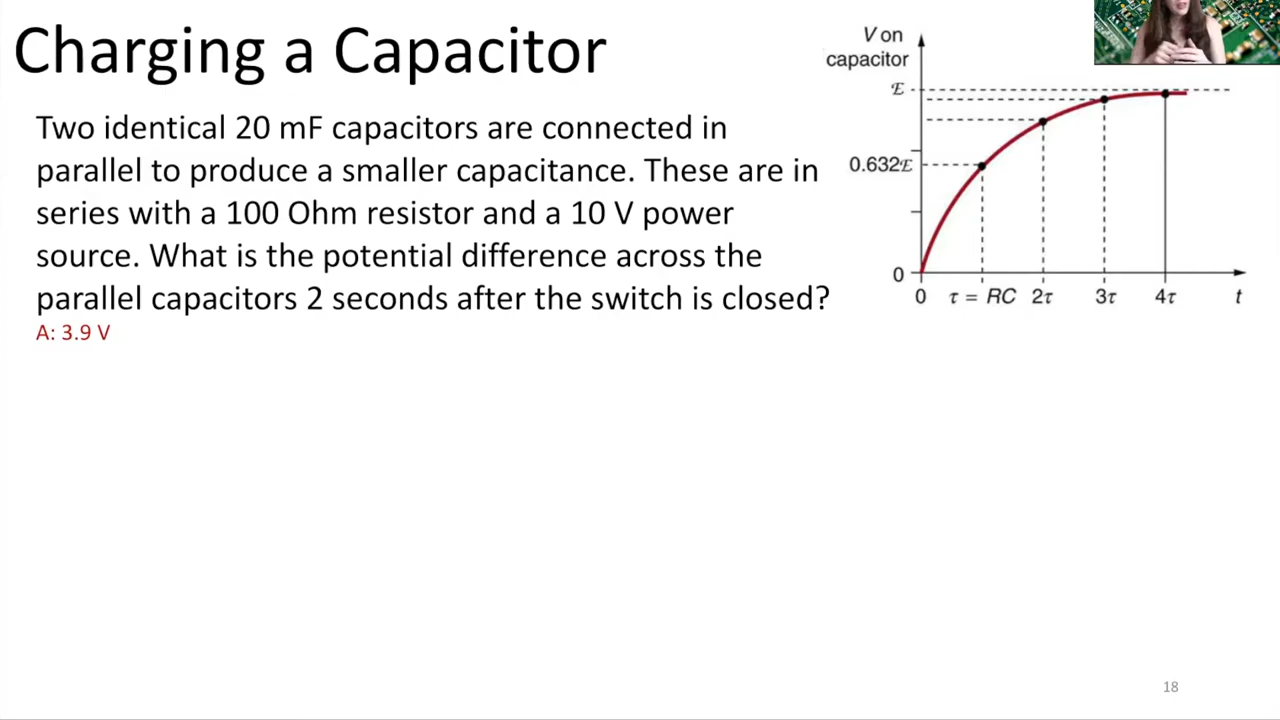 Charging a Capacitor
Two identical 20 mF capacitors are connected in
parallel to produce a smaller capacitance. These are in
series with a 100 Ohm resistor and a 10 V power
source. What is the potential difference across the
parallel capacitors 2 seconds after the switch is closed?
A: 3.9 V
V on
capacitor
ℰ
0.632ℰ
0
0 τ = RC 2τ 3τ 4τ t
18